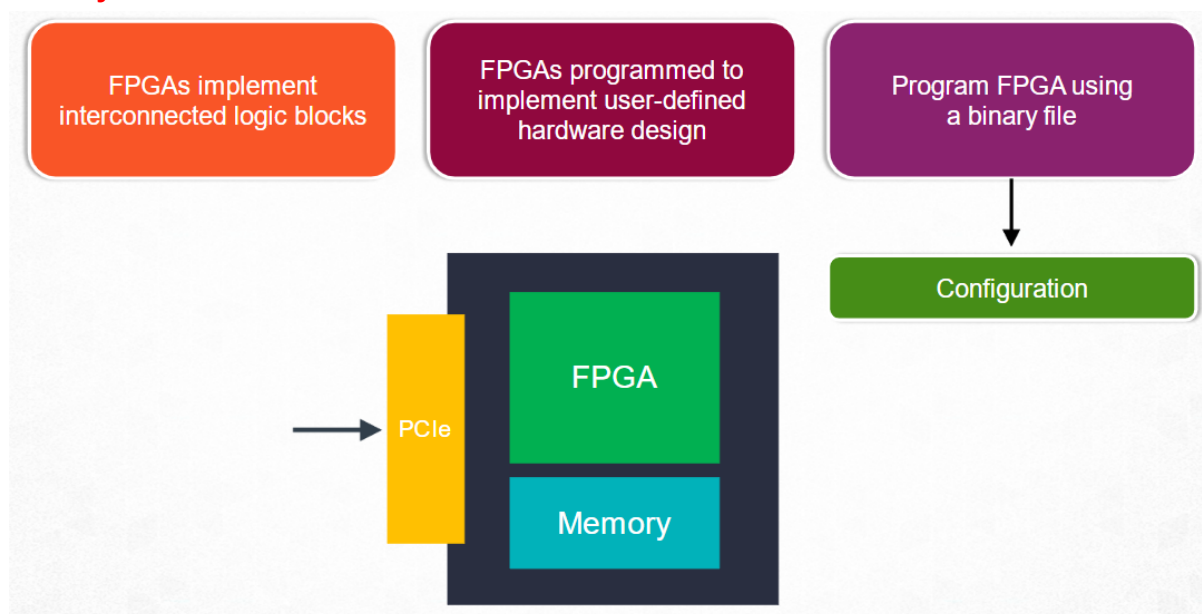 FPGAs implement
interconnected logic blocks
FPGAs programmed to
implement user-defined
hardware design
Program FPGA using
a binary file
Configuration
FPGA
PCIe
Memory